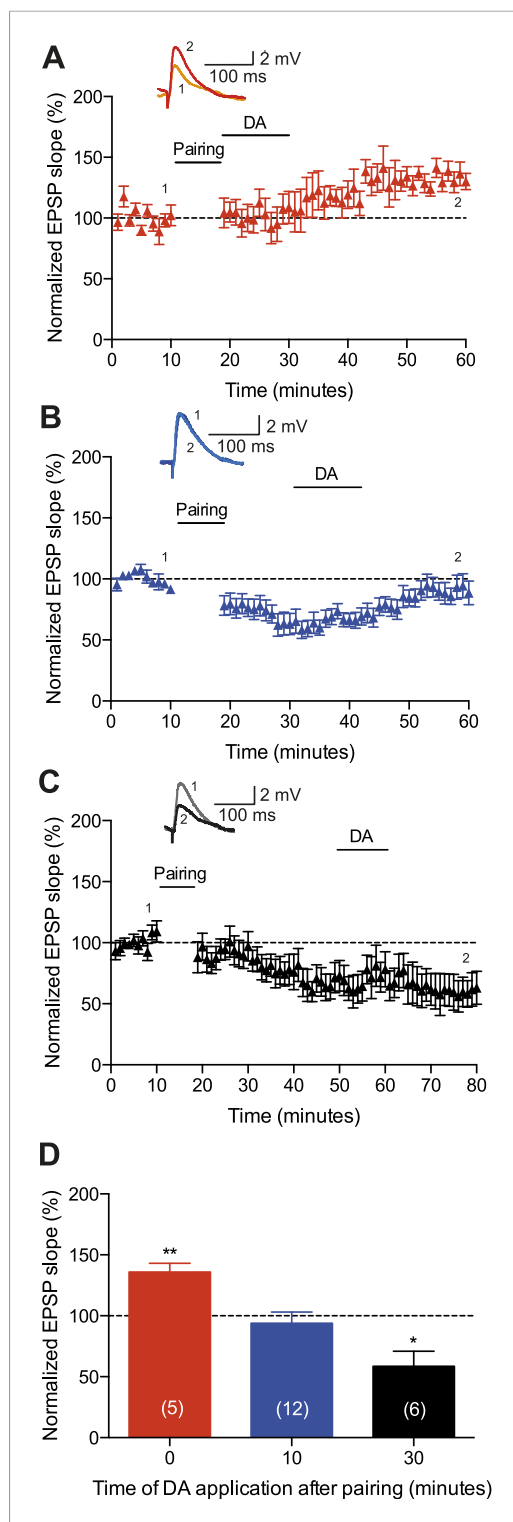 A
2
1
2 mV
100 ms
DA
Pairing
1
2
Normalized EPSP slope (%)
200
150
100
50
0
0 10 20 30 40 50 60
Time (minutes)
B
1
2
2 mV
100 ms
DA
Pairing
1
2
Normalized EPSP slope (%)
200
150
100
50
0
0 10 20 30 40 50 60
Time (minutes)
C
1
2
2 mV
100 ms
DA
Pairing
1
2
Normalized EPSP slope (%)
200
150
100
50
0
0 10 20 30 40 50 60 70 80
Time (minutes)
D
Normalized EPSP slope (%)
200
150
100
50
0
**
*
(5) (12) (6)
0 10 30
Time of DA application after pairing (minutes)